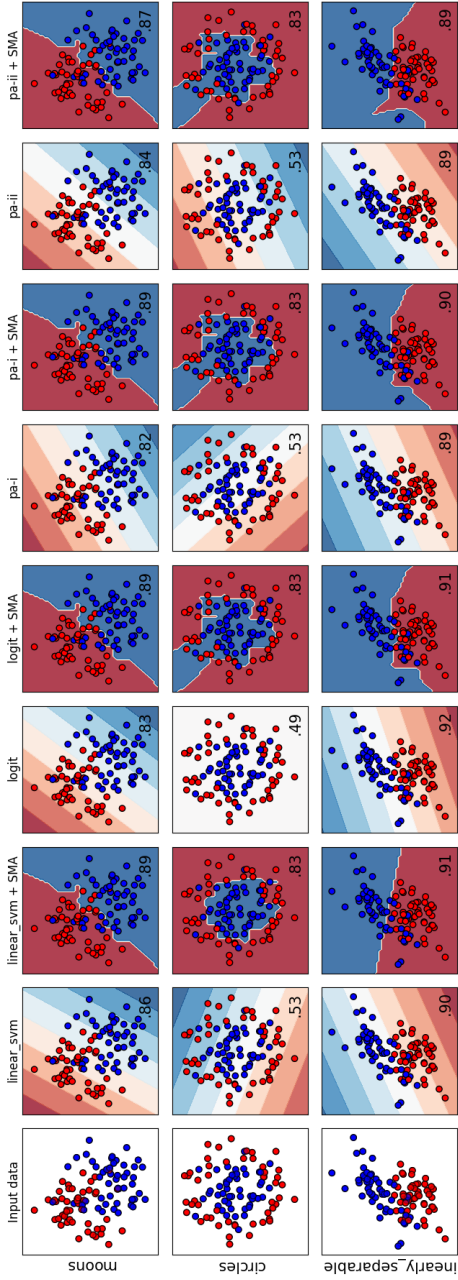 Input data
linear_svm
linear_svm + SMA
logit
logit + SMA
pa-i
pa-i + SMA
pa-ii
pa-ii + SMA
moons
.86
.89
.83
.89
.82
.89
.84
.87
circles
.53
.83
.49
.83
.53
.83
.53
.83
inearly_separable
.90
.91
.92
.91
.89
.90
.89
.89